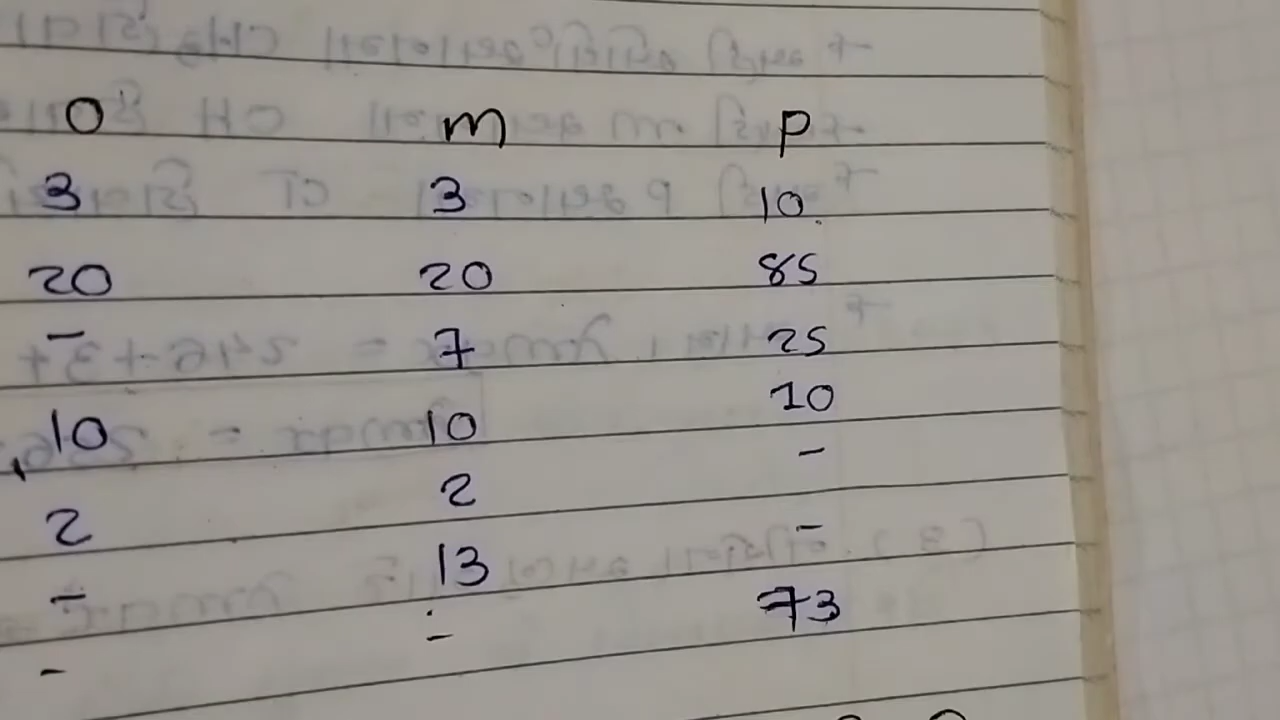 O m p
3 3 10
20 20 85
- 7 25
10 10 10
2 2 -
- 13 -
- - 73